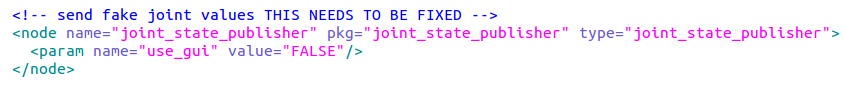 <!-- send fake joint values THIS NEEDS TO BE FIXED -->
<node name="joint_state_publisher" pkg="joint_state_publisher" type="joint_state_publisher">
  <param name="use_gui" value="FALSE"/>
</node>